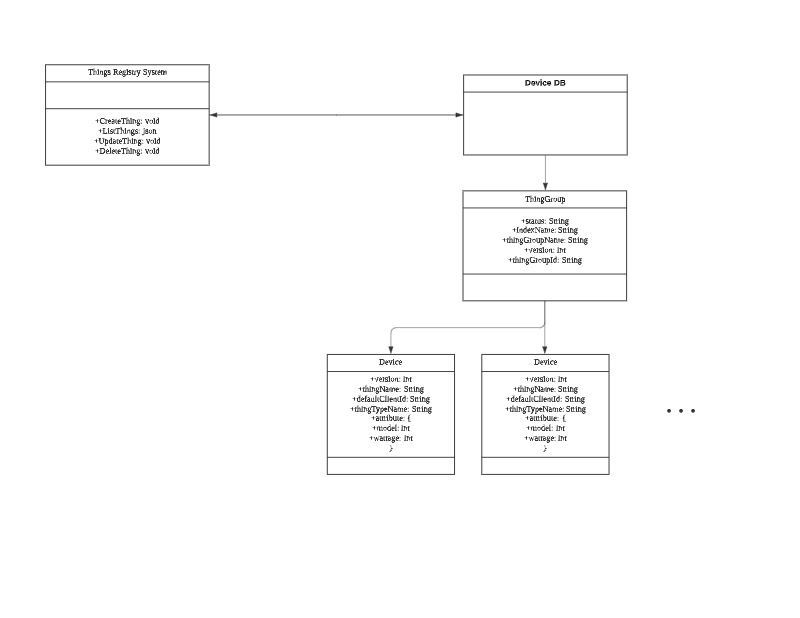 Things Registry System
+CreateThing: void
+ListThings: json
+UpdateThing: void
+DeleteThing: void
Device DB
ThingGroup
+status: String
+IndexName: String
+thingGroupName: String
+version: int
+thingGroupId: String
Device
+version: int
+thingName: String
+defaultClientId: String
+thingTypeName: String
+attribute: {
+model: int
+wattage: int
}
Device
+version: int
+thingName: String
+defaultClientId: String
+thingTypeName: String
+attribute: {
+model: int
+wattage: int
}
...